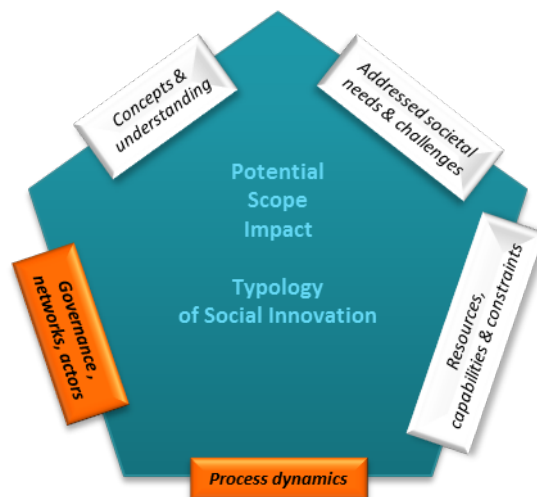 Concepts &
understanding
Addressed societal
needs & challenges
Potential
Scope
Impact
Typology
of Social Innovation
Governance ,
networks, actors
Resources,
capabilities & constraints
Process dynamics